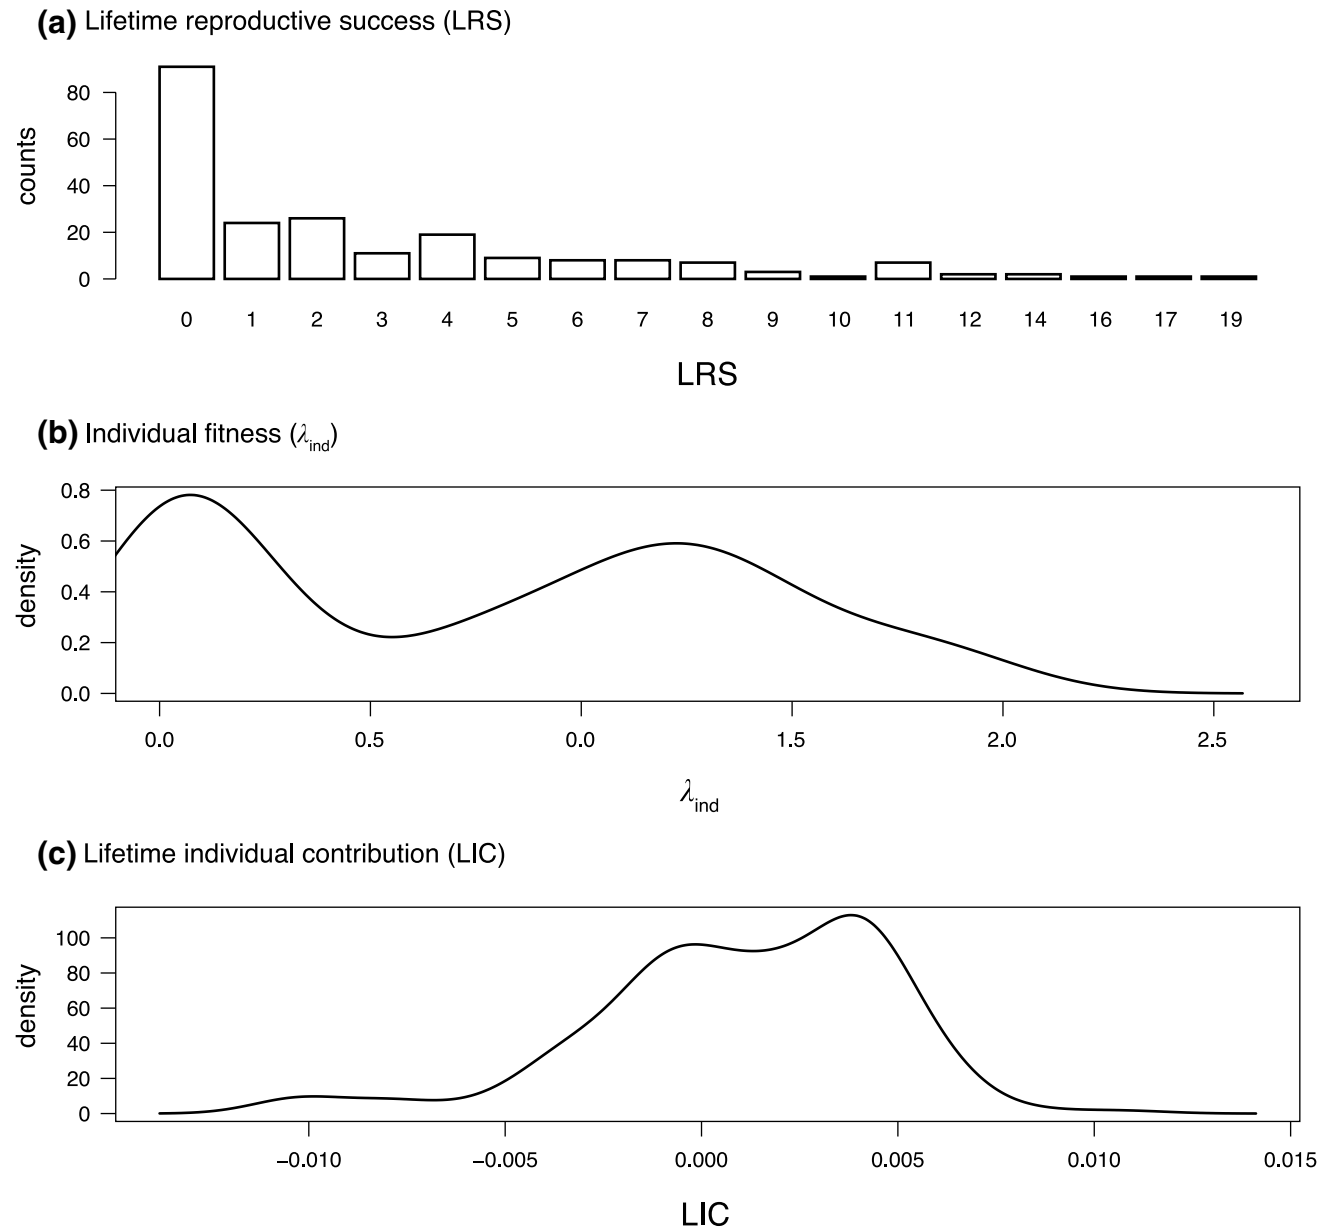 (a) Lifetime reproductive success (LRS)
80
60
40
20
0
counts
0 1 2 3 4 5 6 7 8 9 10 11 12 14 16 17 19
LRS
(b) Individual fitness (λind)
0.8
0.6
0.4
0.2
0.0
density
0.0 0.5 0.0 1.5 2.0 2.5
λind
(c) Lifetime individual contribution (LIC)
100
80
60
40
20
0
density
−0.010 −0.005 0.000 0.005 0.010 0.015
LIC